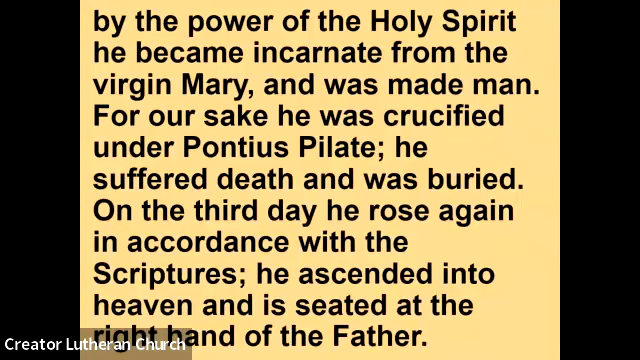 by the power of the Holy Spirit
he became incarnate from the
virgin Mary, and was made man.
For our sake he was crucified
under Pontius Pilate; he
suffered death and was buried.
On the third day he rose again
in accordance with the
Scriptures; he ascended into
heaven and is seated at the
right hand of the Father.
Creator Lutheran Church